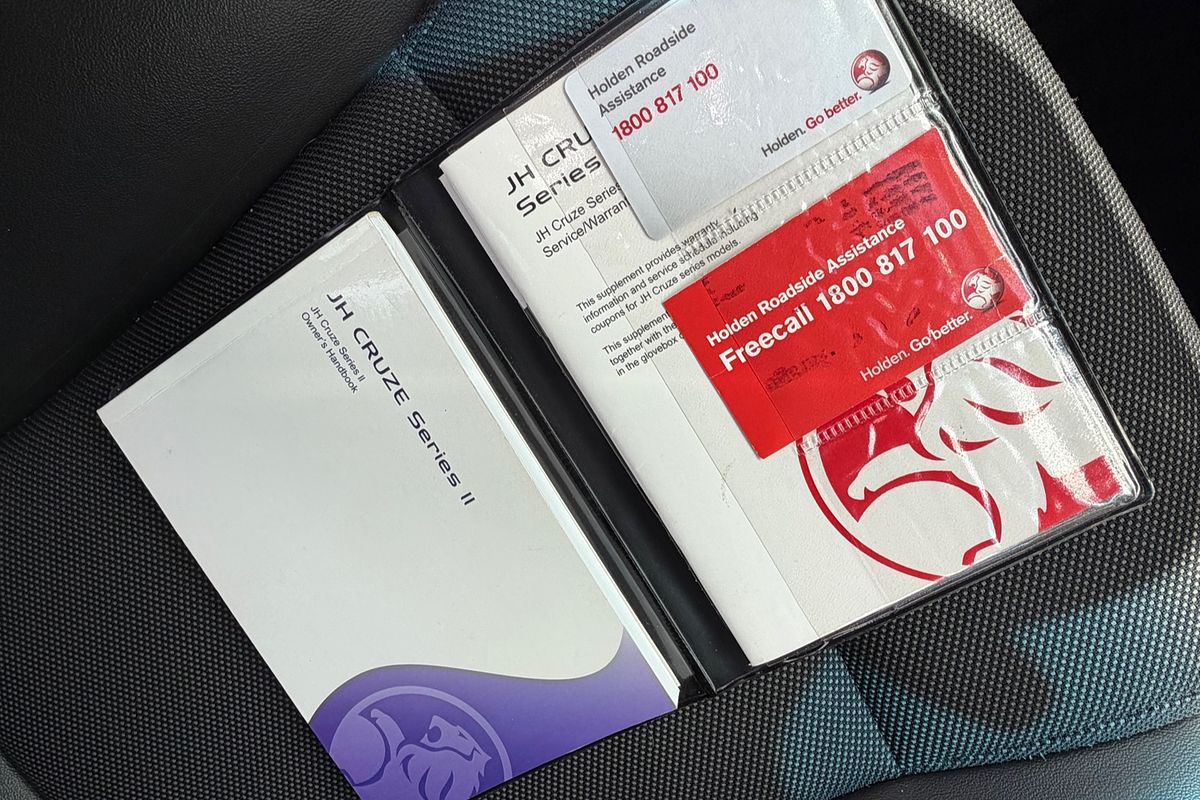 JH CRUZE Series II
JH Cruze Series II
Owner's Handbook
JH CRU
Series
JH Cruze Series
Service/Warran
This supplement provides warranty
information and service schedule including
coupons for JH Cruze series models.
This supplement
together with the
in the glovebox
Holden Roadside
Assistance
1800 817 100
Holden. Go better.
Holden Roadside Assistance
Freecall 1800 817 100
Holden. Go better.